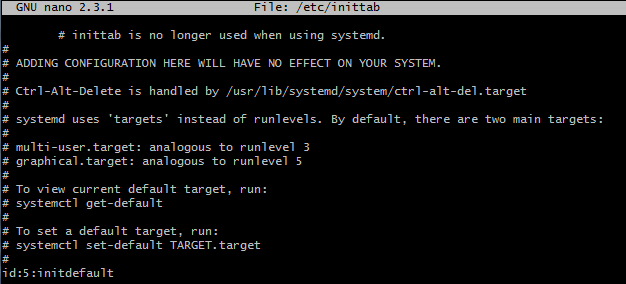 GNU nano 2.3.1 File: /etc/inittab
# inittab is no longer used when using systemd.
#
# ADDING CONFIGURATION HERE WILL HAVE NO EFFECT ON YOUR SYSTEM.
#
# Ctrl-Alt-Delete is handled by /usr/lib/systemd/system/ctrl-alt-del.target
#
# systemd uses 'targets' instead of runlevels. By default, there are two main targets:
#
# multi-user.target: analogous to runlevel 3
# graphical.target: analogous to runlevel 5
#
# To view current default target, run:
# systemctl get-default
#
# To set a default target, run:
# systemctl set-default TARGET.target
#
id:5:initdefault